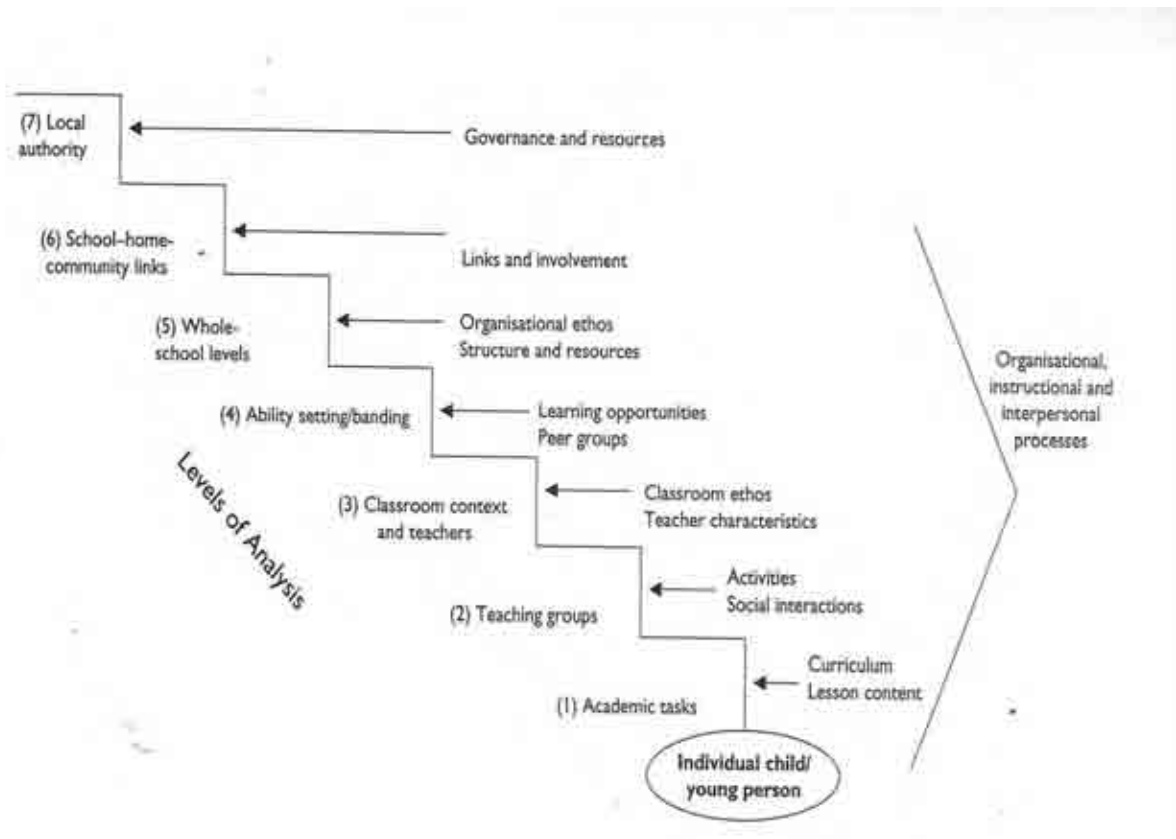 (7) Local
authority
Governance and resources
(6) School–home-
community links
Links and involvement
(5) Whole-
school levels
Organisational ethos
Structure and resources
Organisational,
instructional and
interpersonal
processes
(4) Ability setting/banding
Learning opportunities
Peer groups
Levels of Analysis
(3) Classroom context
and teachers
Classroom ethos
Teacher characteristics
(2) Teaching groups
Activities
Social interactions
(1) Academic tasks
Curriculum
Lesson content
Individual child/
young person